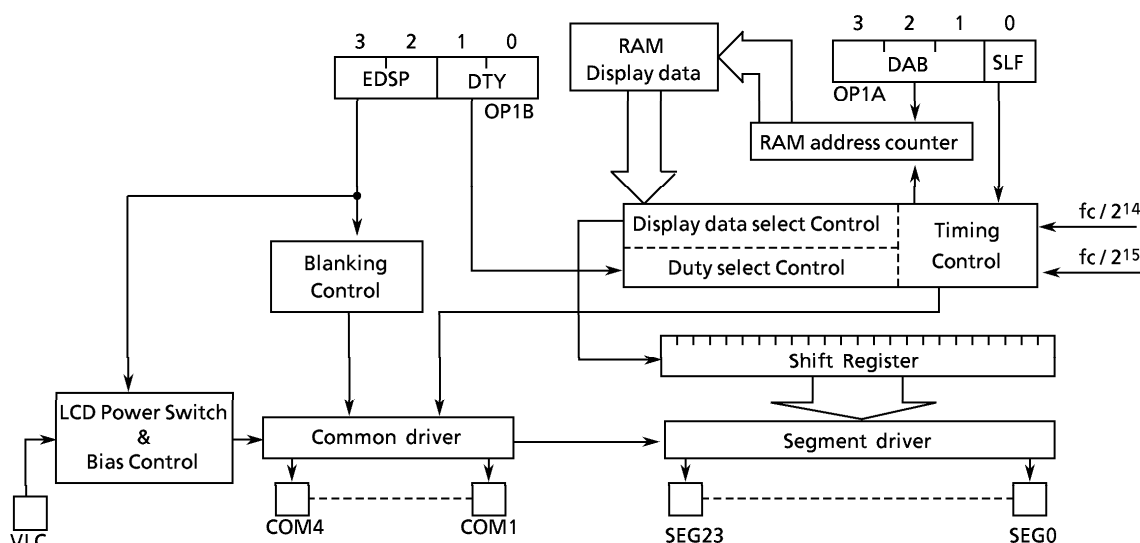 3 2 1 0
EDSP DTY
OP1B
RAM
Display data
3 2 1 0
DAB SLF
OP1A
RAM address counter
Display data select Control
Duty select Control
Timing
Control
fc / 2¹⁴
fc / 2¹⁵
Blanking
Control
Shift Register
LCD Power Switch
&
Bias Control
Common driver
Segment driver
VLC
COM4
COM1
SEG23
SEG0